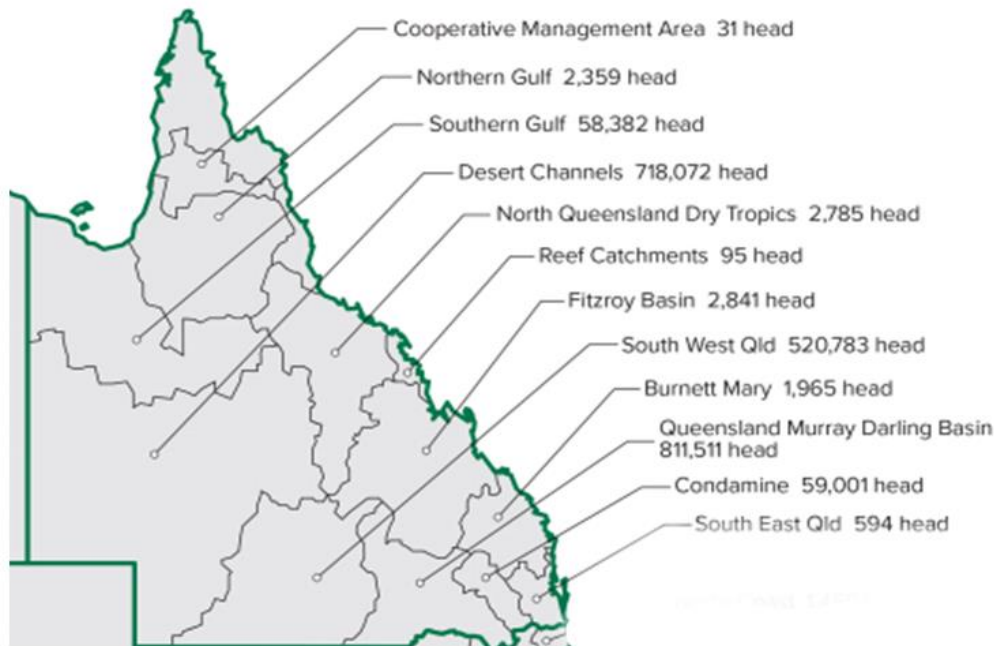 Cooperative Management Area 31 head
Northern Gulf 2,359 head
Southern Gulf 58,382 head
Desert Channels 718,072 head
North Queensland Dry Tropics 2,785 head
Reef Catchments 95 head
Fitzroy Basin 2,841 head
South West Qld 520,783 head
Burnett Mary 1,965 head
Queensland Murray Darling Basin
811,511 head
Condamine 59,001 head
South East Qld 594 head